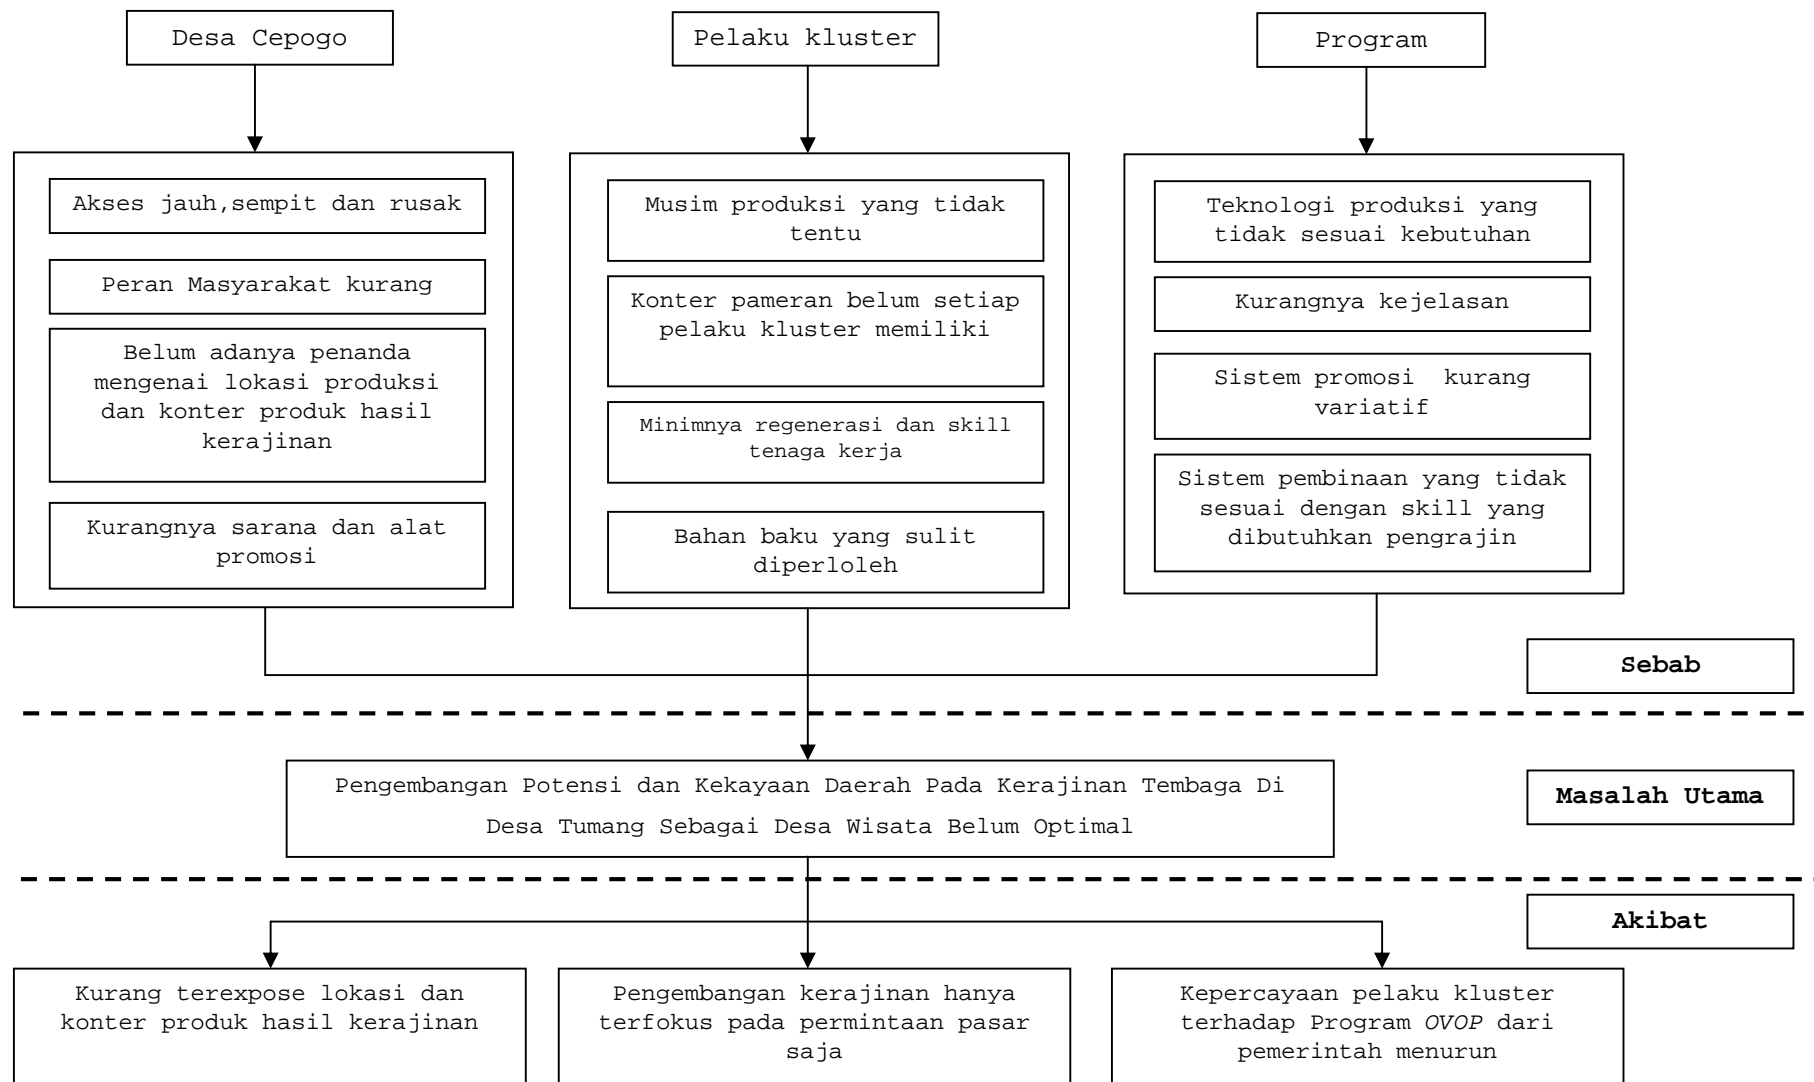 Desa Cepogo
Pelaku kluster
Program
Akses jauh,sempit dan rusak
Peran Masyarakat kurang
Belum adanya penanda
mengenai lokasi produksi
dan konter produk hasil
kerajinan
Kurangnya sarana dan alat
promosi
Musim produksi yang tidak
tentu
Konter pameran belum setiap
pelaku kluster memiliki
Minimnya regenerasi dan skill
tenaga kerja
Bahan baku yang sulit
diperloleh
Teknologi produksi yang
tidak sesuai kebutuhan
Kurangnya kejelasan
Sistem promosi  kurang
variatif
Sistem pembinaan yang tidak
sesuai dengan skill yang
dibutuhkan pengrajin
Sebab
Pengembangan Potensi dan Kekayaan Daerah Pada Kerajinan Tembaga Di
Desa Tumang Sebagai Desa Wisata Belum Optimal
Masalah Utama
Akibat
Kurang terexpose lokasi dan
konter produk hasil kerajinan
Pengembangan kerajinan hanya
terfokus pada permintaan pasar
saja
Kepercayaan pelaku kluster
terhadap Program OVOP dari
pemerintah menurun